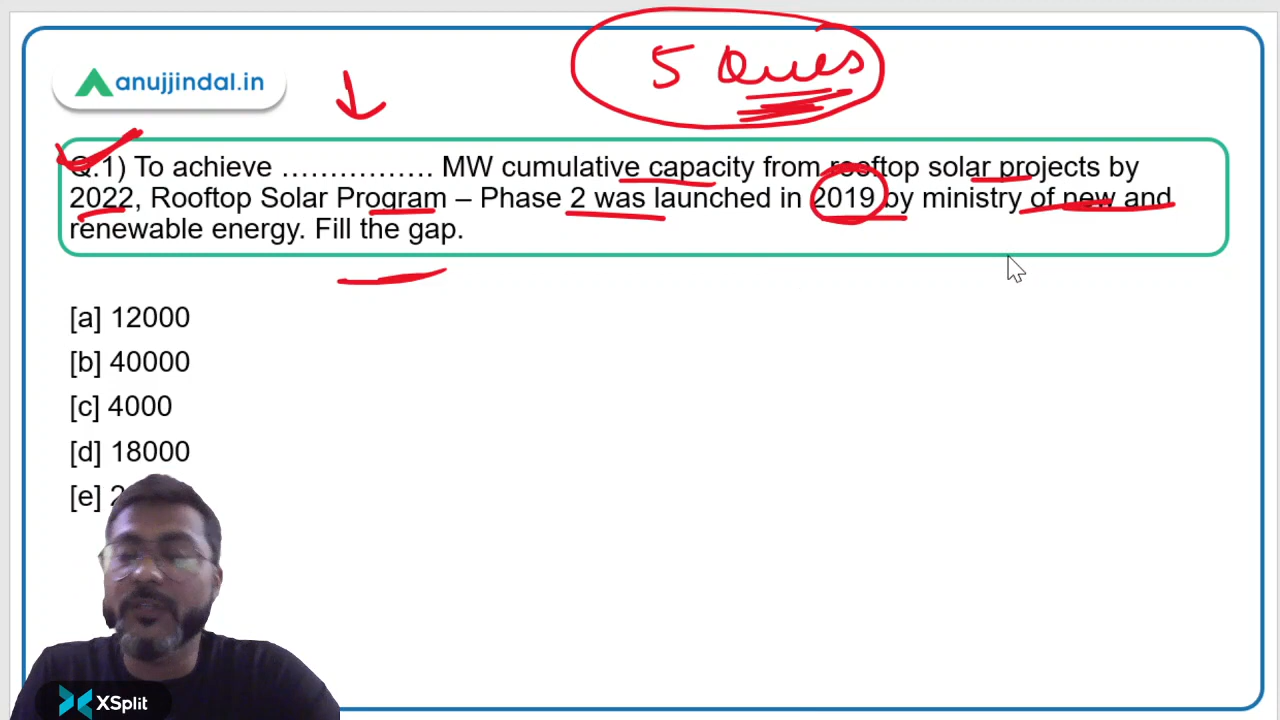 5 Ques
anujjindal.in
Q.1) To achieve ................ MW cumulative capacity from rooftop solar projects by
2022, Rooftop Solar Program – Phase 2 was launched in 2019 by ministry of new and
renewable energy. Fill the gap.
[a] 12000
[b] 40000
[c] 4000
[d] 18000
[e]
XSplit